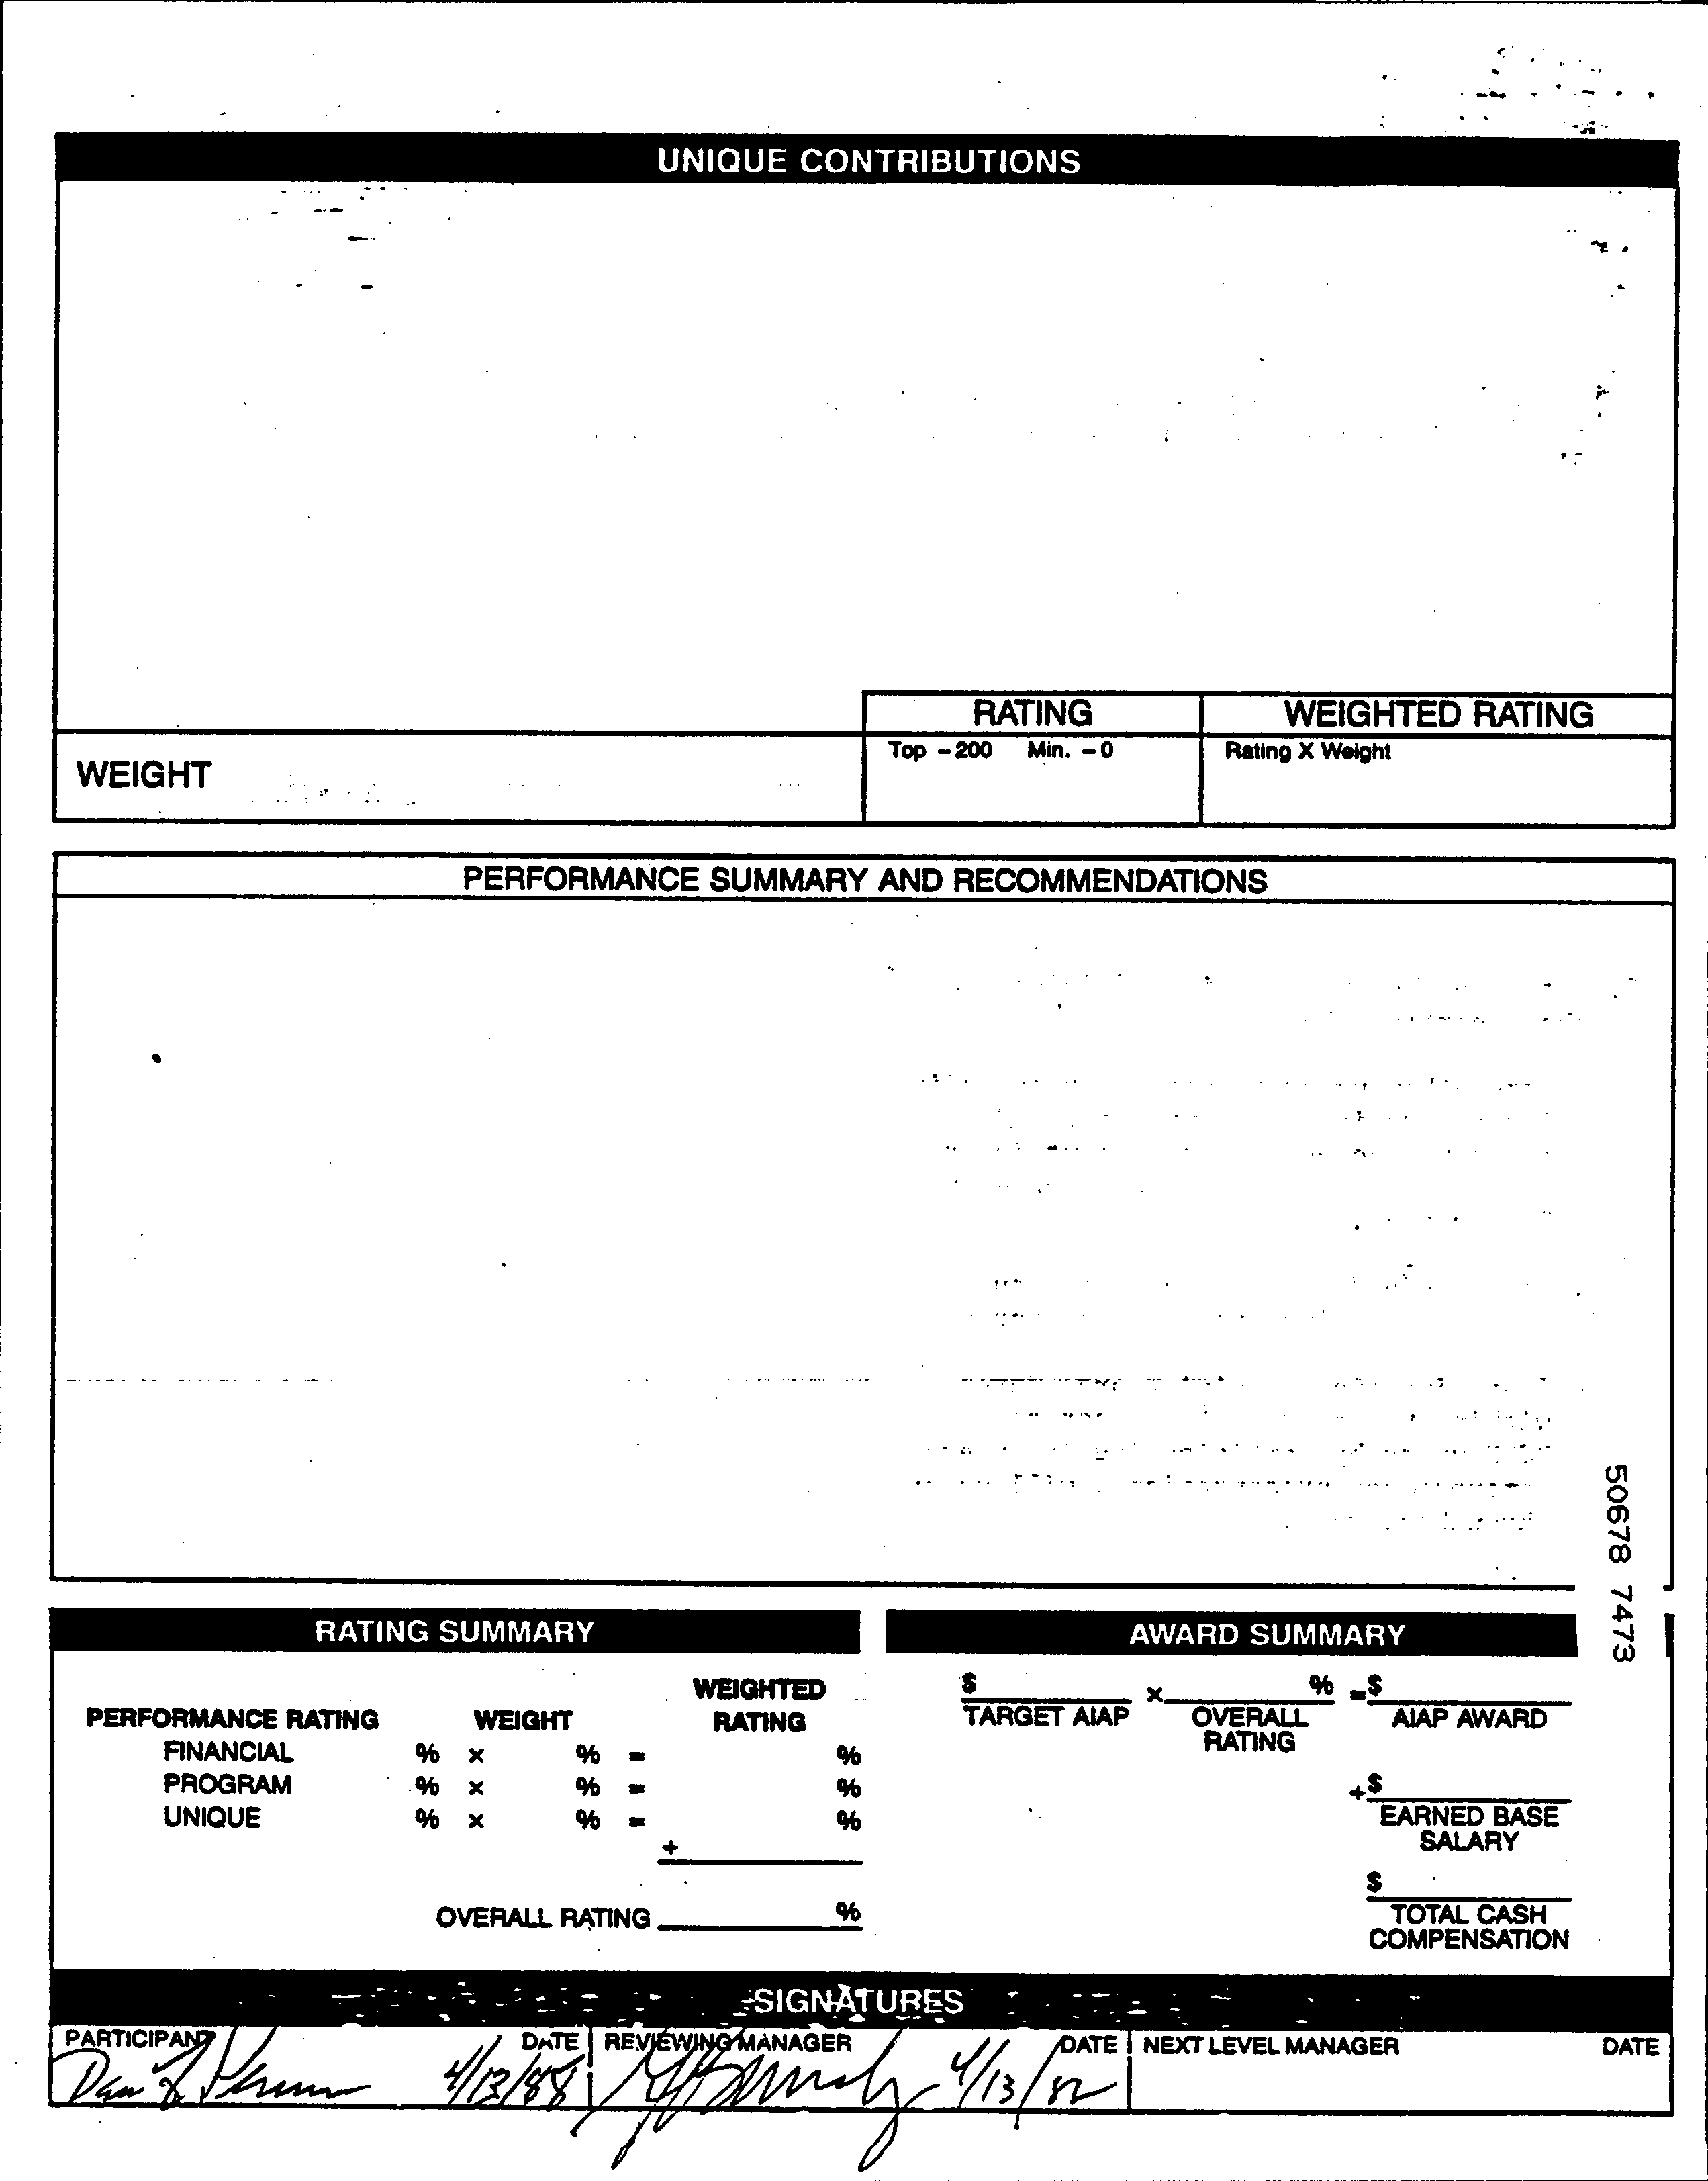 UNIQUE CONTRIBUTIONS
RATING WEIGHTED RATING
WEIGHT Top - 200 Min. - 0 Rating X Weight
PERFORMANCE SUMMARY AND RECOMMENDATIONS
50678 7473
RATING SUMMARY
PERFORMANCE RATING WEIGHT WEIGHTED RATING
FINANCIAL % x % = %
PROGRAM % x % = %
UNIQUE % x % = %
+
OVERALL RATING %
AWARD SUMMARY
$ x % = $
TARGET AIAP OVERALL RATING AIAP AWARD
+$
EARNED BASE
SALARY
$
TOTAL CASH
COMPENSATION
SIGNATURES
PARTICIPANT DATE REVIEWING MANAGER DATE NEXT LEVEL MANAGER DATE
4/13/88 4/13/